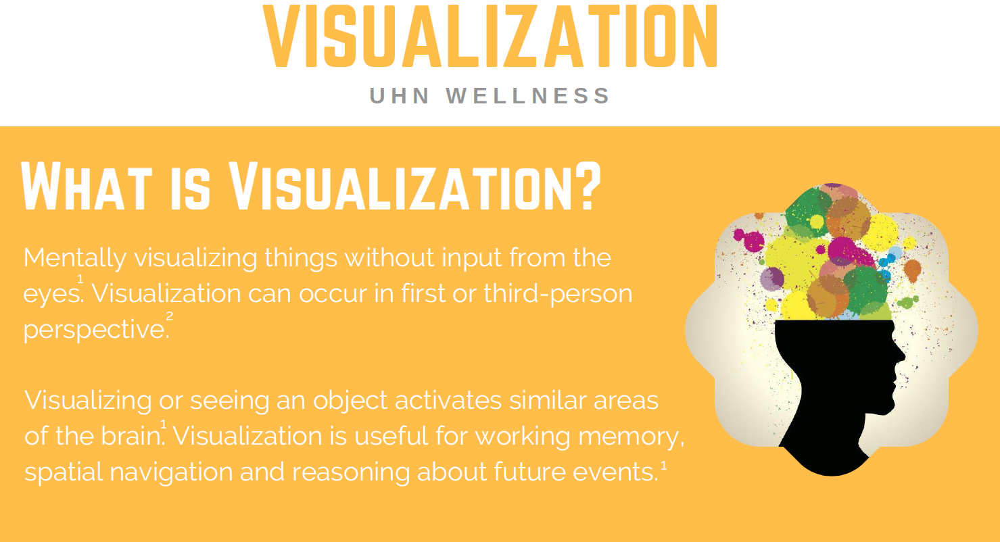 VISUALIZATION
UHN WELLNESS
What is Visualization?
Mentally visualizing things without input from the
eyes.¹ Visualization can occur in first or third-person
perspective.²
Visualizing or seeing an object activates similar areas
of the brain.¹ Visualization is useful for working memory,
spatial navigation and reasoning about future events.¹